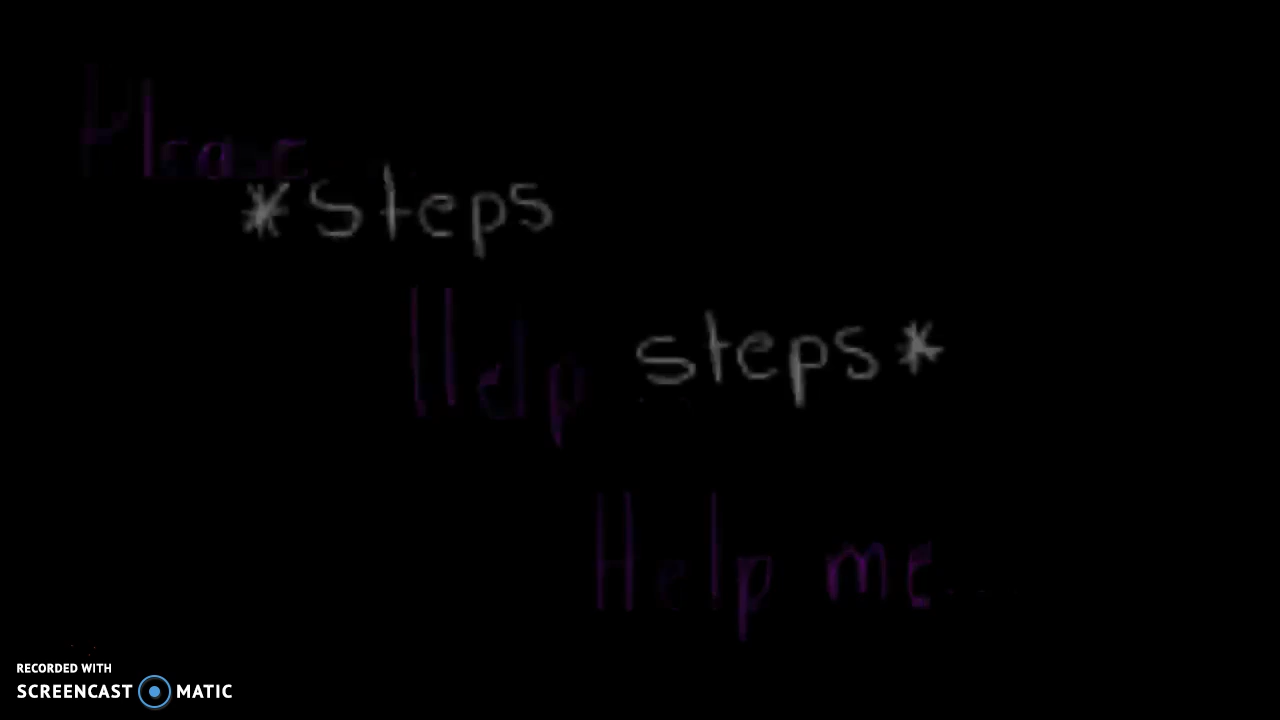 Please...
*Steps
Help steps*
Help me...
RECORDED WITH
SCREENCAST MATIC